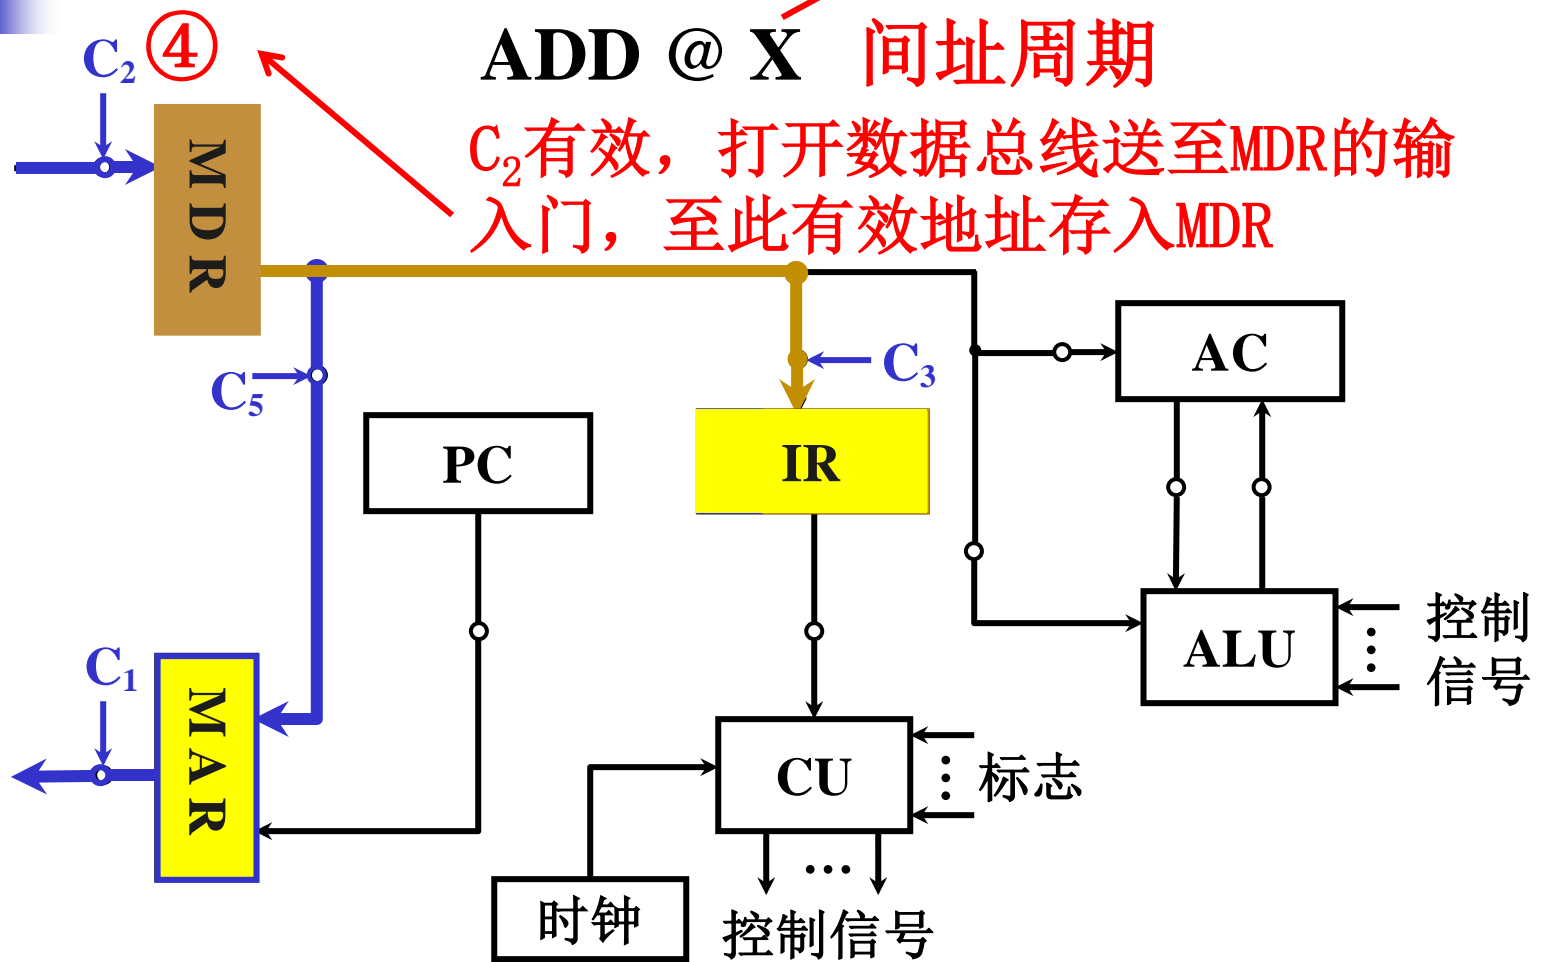 ADD @ X 间址周期
C₂ ④
C₂有效，打开数据总线送至MDR的输
入门，至此有效地址存入MDR
MDR
C₃
AC
C₅
PC
IR
控制
信号
ALU
C₁
MAR
CU
标志
时钟
控制信号